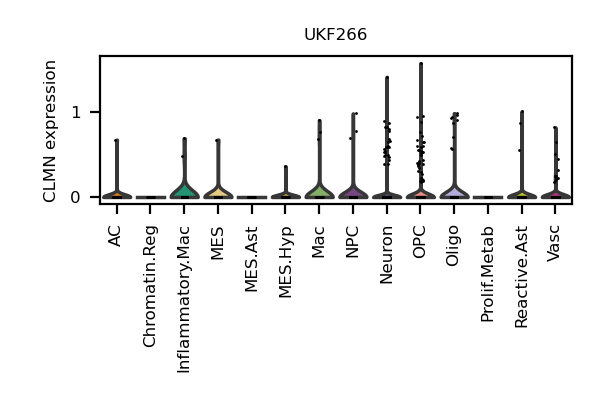 UKF266
CLMN expression
1
0
AC
Chromatin.Reg
Inflammatory.Mac
MES
MES.Ast
MES.Hyp
Mac
NPC
Neuron
OPC
Oligo
Prolif.Metab
Reactive.Ast
Vasc